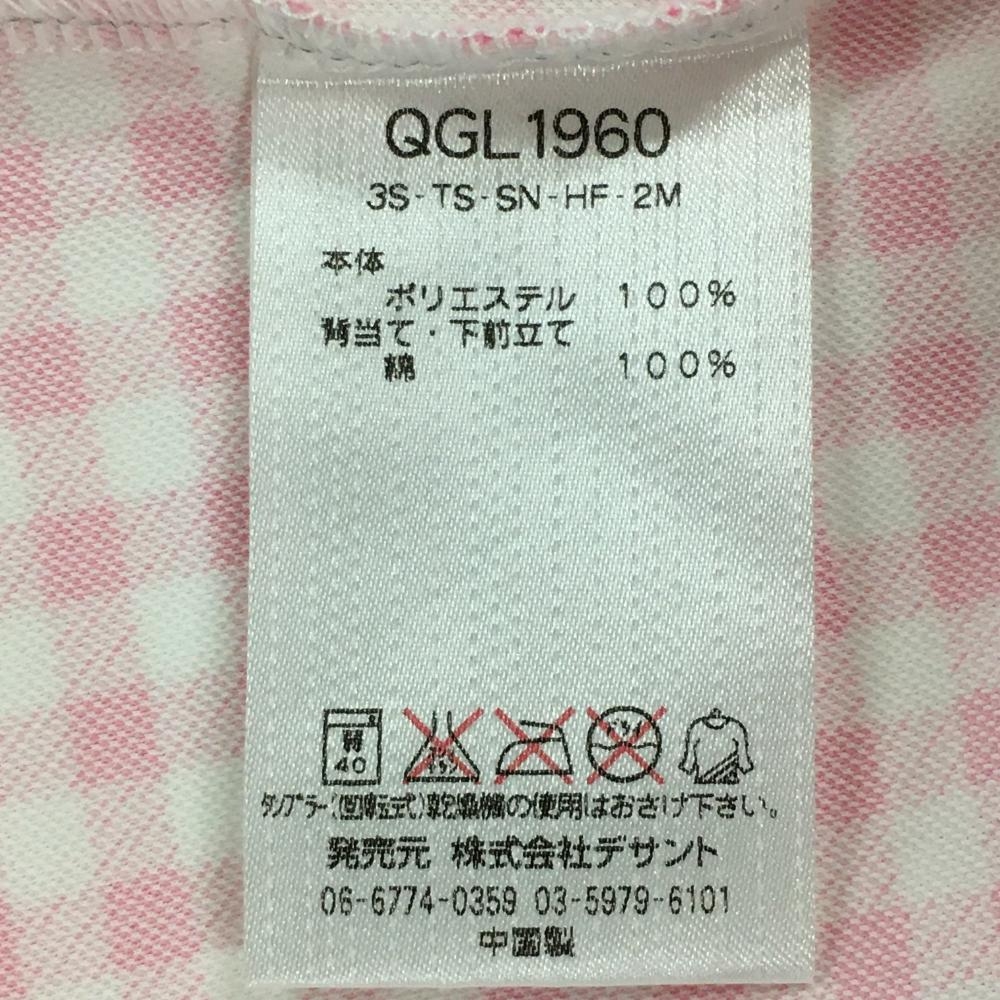 QGL1960
3S-TS-SN-HF-2M
本体
ポリエステル 100%
背当て・下前立て
綿 100%
弱
40
タンブラー(回転式)乾燥機の使用はおさけ下さい。
発売元 株式会社デサント
06-6774-0359 03-5979-6101
中国製